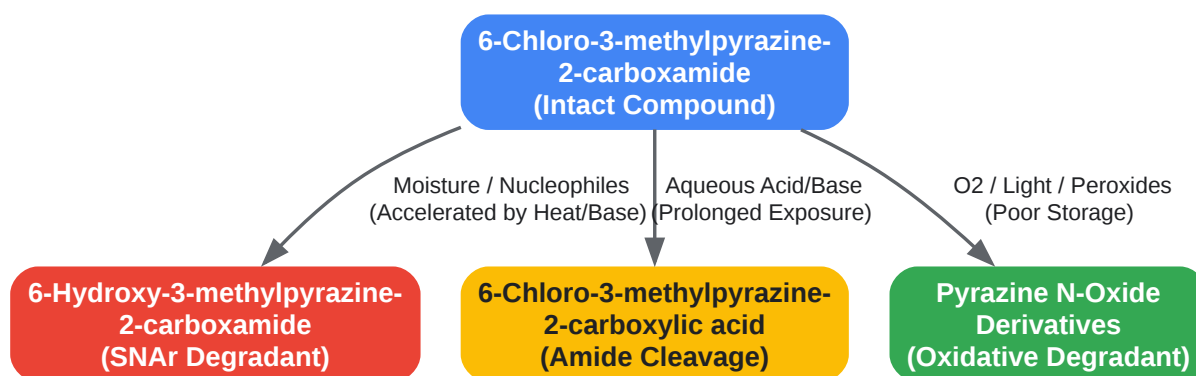 6-Chloro-3-methylpyrazine-
2-carboxamide
(Intact Compound)
Moisture / Nucleophiles
(Accelerated by Heat/Base)
Aqueous Acid/Base
(Prolonged Exposure)
O2 / Light / Peroxides
(Poor Storage)
6-Hydroxy-3-methylpyrazine-
2-carboxamide
(SNAr Degradant)
6-Chloro-3-methylpyrazine-
2-carboxylic acid
(Amide Cleavage)
Pyrazine N-Oxide
Derivatives
(Oxidative Degradant)